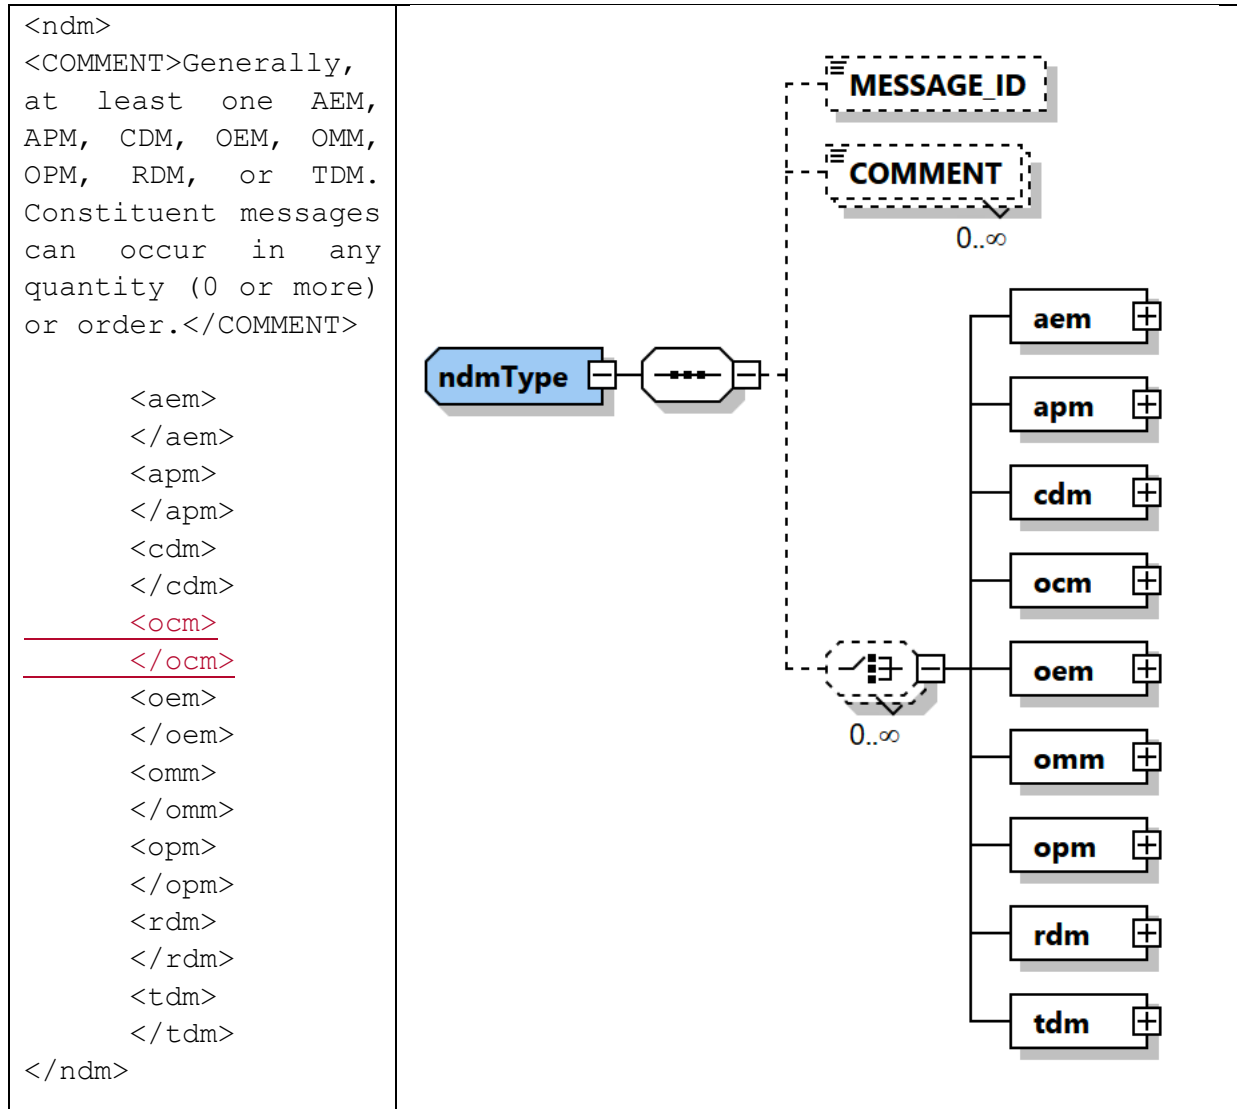 <ndm>
<COMMENT>Generally,
at least one AEM,
APM, CDM, OEM, OMM,
OPM, RDM, or TDM.
Constituent messages
can occur in any
quantity (0 or more)
or order.</COMMENT>
<aem>
</aem>
<apm>
</apm>
<cdm>
</cdm>
<ocm>
</ocm>
<oem>
</oem>
<omm>
</omm>
<opm>
</opm>
<rdm>
</rdm>
<tdm>
</tdm>
</ndm>
ndmType
MESSAGE_ID
COMMENT
0..∞
0..∞
aem
apm
cdm
ocm
oem
omm
opm
rdm
tdm